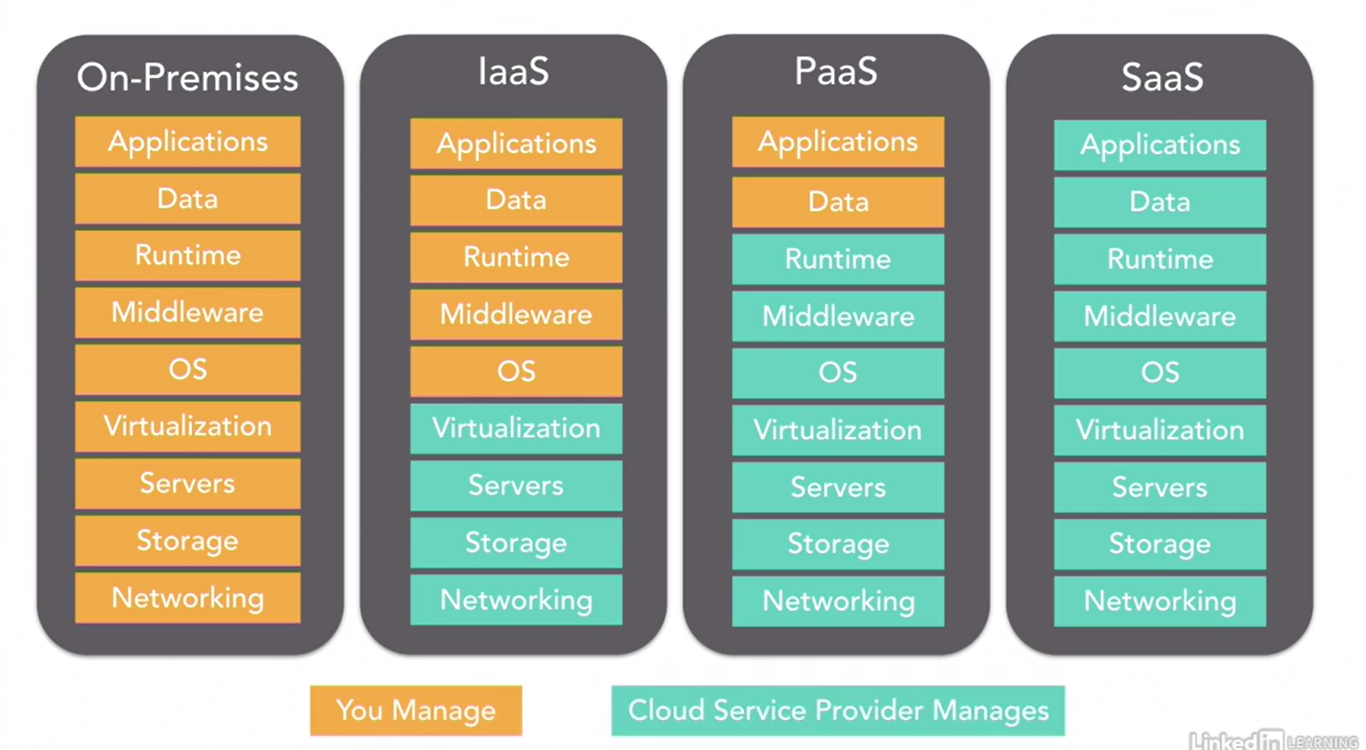 On-Premises
Applications
Data
Runtime
Middleware
OS
Virtualization
Servers
Storage
Networking
IaaS
Applications
Data
Runtime
Middleware
OS
Virtualization
Servers
Storage
Networking
PaaS
Applications
Data
Runtime
Middleware
OS
Virtualization
Servers
Storage
Networking
SaaS
Applications
Data
Runtime
Middleware
OS
Virtualization
Servers
Storage
Networking
You Manage
Cloud Service Provider Manages
LinkedIn LEARNING